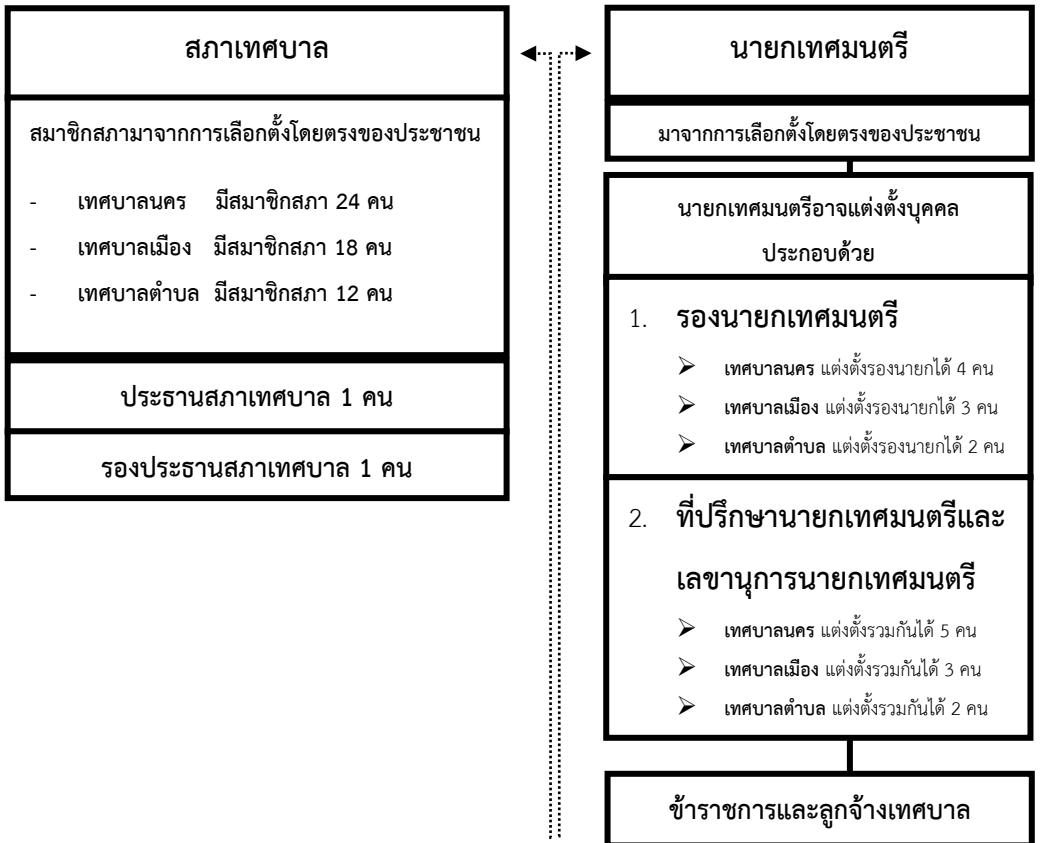 สภาเทศบาล
สมาชิกสภามาจากการเลือกตั้งโดยตรงของประชาชน
- เทศบาลนคร มีสมาชิกสภา 24 คน
- เทศบาลเมือง มีสมาชิกสภา 18 คน
- เทศบาลตำบล มีสมาชิกสภา 12 คน
ประธานสภาเทศบาล 1 คน
รองประธานสภาเทศบาล 1 คน
นายกเทศมนตรี
มาจากการเลือกตั้งโดยตรงของประชาชน
นายกเทศมนตรีอาจแต่งตั้งบุคคล
ประกอบด้วย
1. รองนายกเทศมนตรี
➢ เทศบาลนคร แต่งตั้งรองนายกได้ 4 คน
➢ เทศบาลเมือง แต่งตั้งรองนายกได้ 3 คน
➢ เทศบาลตำบล แต่งตั้งรองนายกได้ 2 คน
2. ที่ปรึกษานายกเทศมนตรีและ
เลขานุการนายกเทศมนตรี
➢ เทศบาลนคร แต่งตั้งรวมกันได้ 5 คน
➢ เทศบาลเมือง แต่งตั้งรวมกันได้ 3 คน
➢ เทศบาลตำบล แต่งตั้งรวมกันได้ 2 คน
ข้าราชการและลูกจ้างเทศบาล